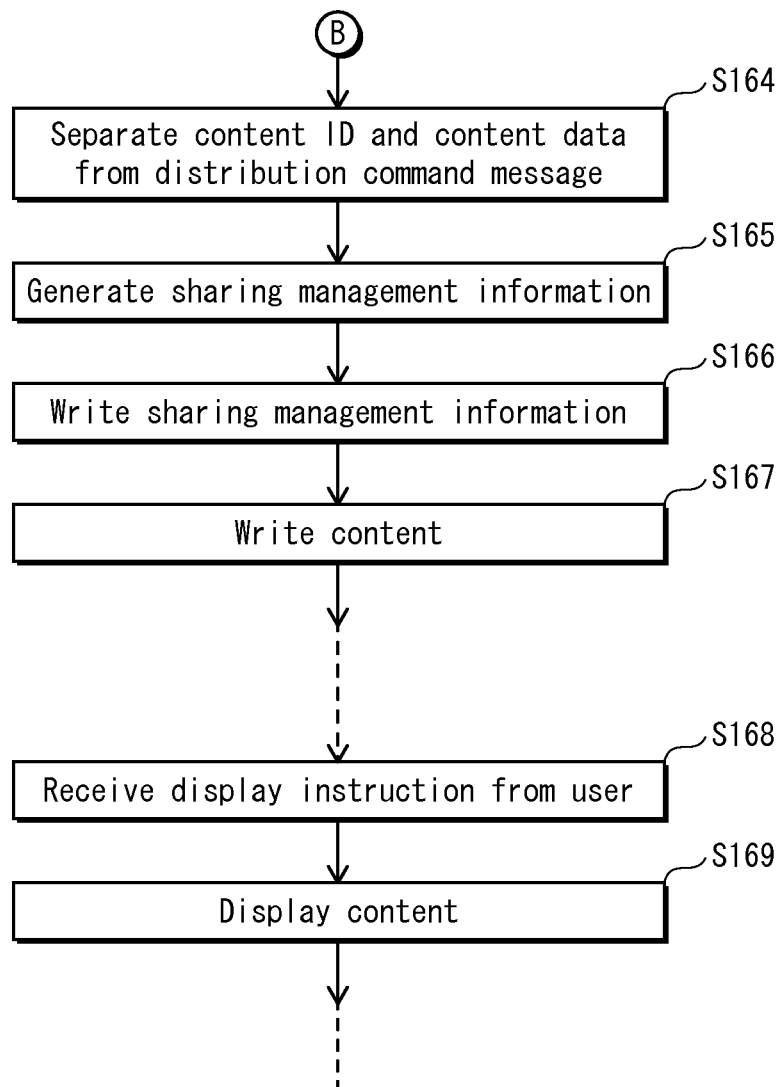 B
S164
Separate content ID and content data
from distribution command message
S165
Generate sharing management information
S166
Write sharing management information
S167
Write content
S168
Receive display instruction from user
S169
Display content